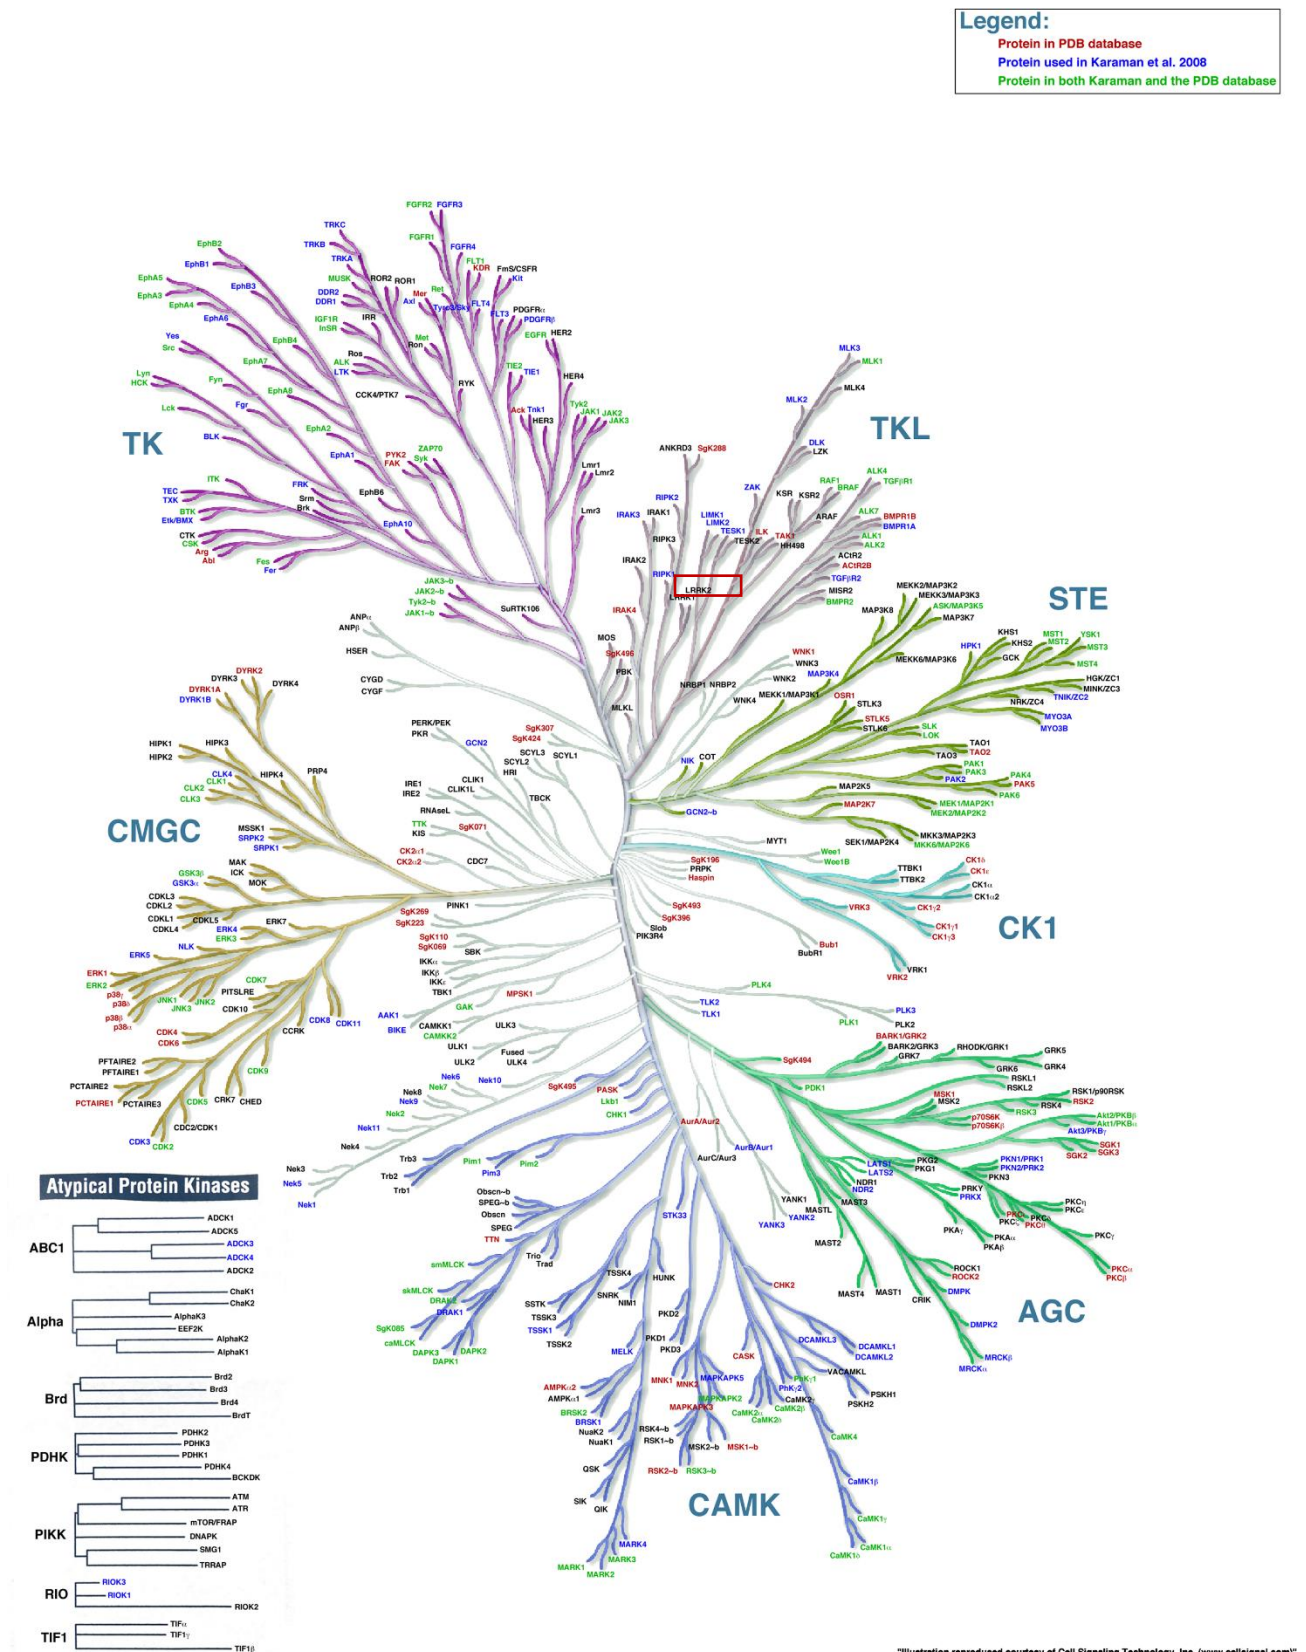 Legend:
Protein in PDB database
Protein used in Karaman et al. 2008
Protein in both Karaman and the PDB database
TK
EphB2
EphB1
EphA5
EphA3
EphA4
EphB3
EphA6
Yes
Src
EphB4
Lyn
HCK
Fyn
EphA7
Lck
Fgr
EphA8
BLK
EphA2
EphA1
ITK
FRK
TEC
TXK
Srm
Brk
EphB6
BTK
Etk/BMX
CTK
CSK
Arg
Abl
Fes
Fer
EphA10
TRKC
TRKB
TRKA
MUSK
ROR2
ROR1
DDR2
DDR1
IGF1R
InSR
IRR
Ros
ALK
LTK
CCK4/PTK7
Mer
Axl
Ret
Met
Ron
RYK
PYK2
FAK
ZAP70
Syk
FGFR2
FGFR3
FGFR1
FGFR4
FLT1
KDR
FmS/CSFR
Kit
Tyro3/Sky
FLT4
FLT3
PDGFRα
PDGFRβ
EGFR
HER2
TIE2
TIE1
HER4
Ack
Tnk1
HER3
Tyk2
JAK1
JAK2
JAK3
Lmr1
Lmr2
Lmr3
JAK3~b
JAK2~b
Tyk2~b
JAK1~b
SuRTK106
TKL
MLK3
MLK1
MLK4
MLK2
DLK
LZK
ANKRD3
SgK288
ZAK
KSR
KSR2
RAF1
BRAF
ALK4
TGFβR1
RIPK2
IRAK3
IRAK1
LIMK1
LIMK2
TESK1
TESK2
ILK
TAK1
HH498
ARAF
ALK7
BMPR1B
BMPR1A
ALK1
ALK2
RIPK3
IRAK2
RIPK1
LRRK2
LRRK1
ACtR2
ACtR2B
TGFβR2
MISR2
BMPR2
IRAK4
MOS
SgK496
PBK
MLKL
NRBP1
NRBP2
WNK1
WNK3
WNK2
WNK4
STE
MEKK2/MAP3K2
MEKK3/MAP3K3
ASK/MAP3K5
MAP3K8
MAP3K7
MEKK6/MAP3K6
MAP3K4
MEKK1/MAP3K1
HPK1
KHS1
KHS2
GCK
MST1
MST2
YSK1
MST3
MST4
HGK/ZC1
MINK/ZC3
TNIK/ZC2
NRK/ZC4
MYO3A
MYO3B
OSR1
STLK3
STLK5
STLK6
SLK
LOK
TAO1
TAO2
TAO3
NIK
COT
PAK1
PAK3
PAK2
PAK4
PAK5
PAK6
MAP2K5
MAP2K7
MEK1/MAP2K1
MEK2/MAP2K2
GCN2~b
SEK1/MAP2K4
MKK3/MAP2K3
MKK6/MAP2K6
ANPα
ANPβ
HSER
CYGD
CYGF
PERK/PEK
PKR
GCN2
SgK307
SgK424
SCYL3
SCYL2
SCYL1
HRI
CLIK1
CLIK1L
IRE1
IRE2
TBCK
RNAseL
TTK
KIS
SgK071
CK2α1
CK2α2
CDC7
PINK1
SgK269
SgK223
SgK110
SgK069
SBK
IKKα
IKKβ
IKKε
TBK1
MPSK1
GAK
AAK1
BIKE
CAMKK1
CAMKK2
ULK3
ULK1
ULK2
Fused
ULK4
Nek6
Nek10
Nek8
Nek7
Nek9
Nek2
Nek11
Nek4
Nek3
Nek5
Nek1
CMGC
DYRK2
DYRK3
DYRK4
DYRK1A
DYRK1B
HIPK1
HIPK3
HIPK2
CLK4
CLK1
CLK2
CLK3
HIPK4
PRP4
MSSK1
SRPK2
SRPK1
MAK
ICK
MOK
GSK3β
GSK3α
CDKL3
CDKL2
CDKL1
CDKL5
CDKL4
ERK7
ERK4
ERK3
NLK
ERK5
ERK1
ERK2
p38γ
p38δ
p38β
p38α
JNK1
JNK2
JNK3
CDK7
PITSLRE
CDK10
CCRK
CDK8
CDK11
CDK4
CDK6
PFTAIRE2
PFTAIRE1
CDK9
PCTAIRE2
PCTAIRE1
PCTAIRE3
CDK5
CRK7
CHED
CDC2/CDK1
CDK3
CDK2
CK1
MYT1
Wee1
Wee1B
SgK196
PRPK
Haspin
SgK493
SgK396
Slob
PIK3R4
TTBK1
TTBK2
CK1δ
CK1ε
CK1α
CK1α2
VRK3
CK1γ2
CK1γ1
CK1γ3
Bub1
BubR1
VRK1
VRK2
PLK4
TLK2
TLK1
PLK3
PLK1
PLK2
AGC
SgK494
PDK1
BARK1/GRK2
BARK2/GRK3
GRK7
RHODK/GRK1
GRK5
GRK6
GRK4
RSKL1
RSKL2
MSK1
MSK2
RSK1/p90RSK
RSK2
RSK4
RSK3
p70S6K
p70S6Kβ
Akt2/PKBβ
Akt1/PKBα
Akt3/PKBγ
SGK1
SGK2
SGK3
LATS1
LATS2
NDR1
NDR2
PKG2
PKG1
PKN1/PRK1
PKN2/PRK2
PKN3
PRKY
PRKX
YANK1
YANK2
YANK3
MASTL
MAST3
MAST2
MAST4
MAST1
PKAγ
PKAα
PKAβ
PKCη
PKCε
PKCγ
PKCα
PKCβ
ROCK1
ROCK2
CRIK
DMPK
DMPK2
MRCKβ
MRCKα
SgK495
PASK
Lkb1
CHK1
AurA/Aur2
AurB/Aur1
AurC/Aur3
Pim1
Pim2
Pim3
Trb3
Trb2
Trb1
Obscn~b
SPEG~b
Obscn
SPEG
TTN
STK33
Trio
Trad
smMLCK
skMLCK
DRAK2
DRAK1
SgK085
caMLCK
DAPK3
DAPK2
DAPK1
TSSK4
SNRK
HUNK
NIM1
SSTK
TSSK3
TSSK1
TSSK2
MELK
PKD2
PKD1
PKD3
CHK2
CASK
DCAMKL3
DCAMKL1
DCAMKL2
VACAMKL
PSKH1
PSKH2
MNK1
MNK2
MAPKAPK5
MAPKAPK2
MAPKAPK3
PhKγ1
PhKγ2
CaMK2γ
CaMK2α
CaMK2β
CaMK2δ
AMPKα2
AMPKα1
BRSK2
BRSK1
NuaK2
NuaK1
RSK4~b
RSK1~b
MSK2~b
MSK1~b
RSK2~b
RSK3~b
QSK
SIK
QIK
CaMK4
CaMK1β
CaMK1γ
CaMK1α
CaMK1δ
MARK4
MARK3
MARK1
MARK2
CAMK
Atypical Protein Kinases
ABC1
ADCK1
ADCK5
ADCK3
ADCK4
ADCK2
Alpha
ChaK1
ChaK2
AlphaK3
EEF2K
AlphaK2
AlphaK1
Brd
Brd2
Brd3
Brd4
BrdT
PDHK
PDHK2
PDHK3
PDHK1
PDHK4
BCKDK
PIKK
ATM
ATR
mTOR/FRAP
DNAPK
SMG1
TRRAP
RIO
RIOK3
RIOK1
RIOK2
TIF1
TIFα
TIF1γ
TIF1β